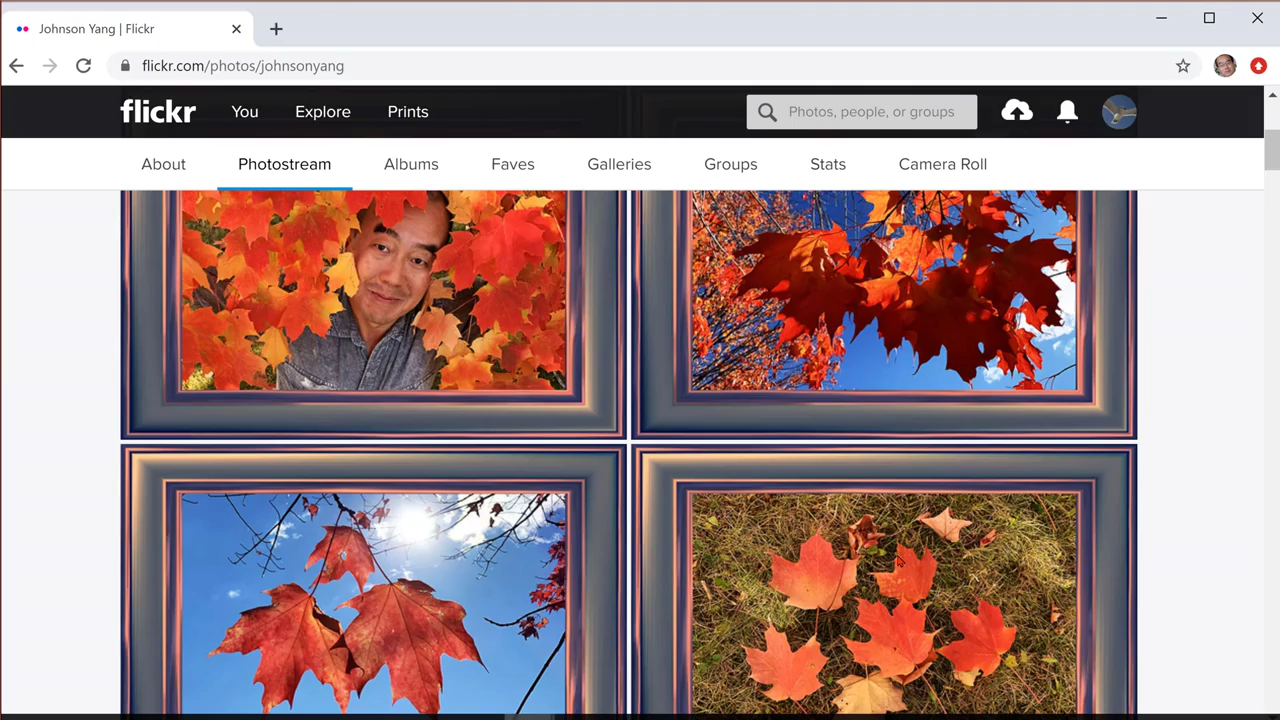 Johnson Yang | Flickr
flickr.com/photos/johnsonyang
flickr You Explore Prints Photos, people, or groups
About Photostream Albums Faves Galleries Groups Stats Camera Roll